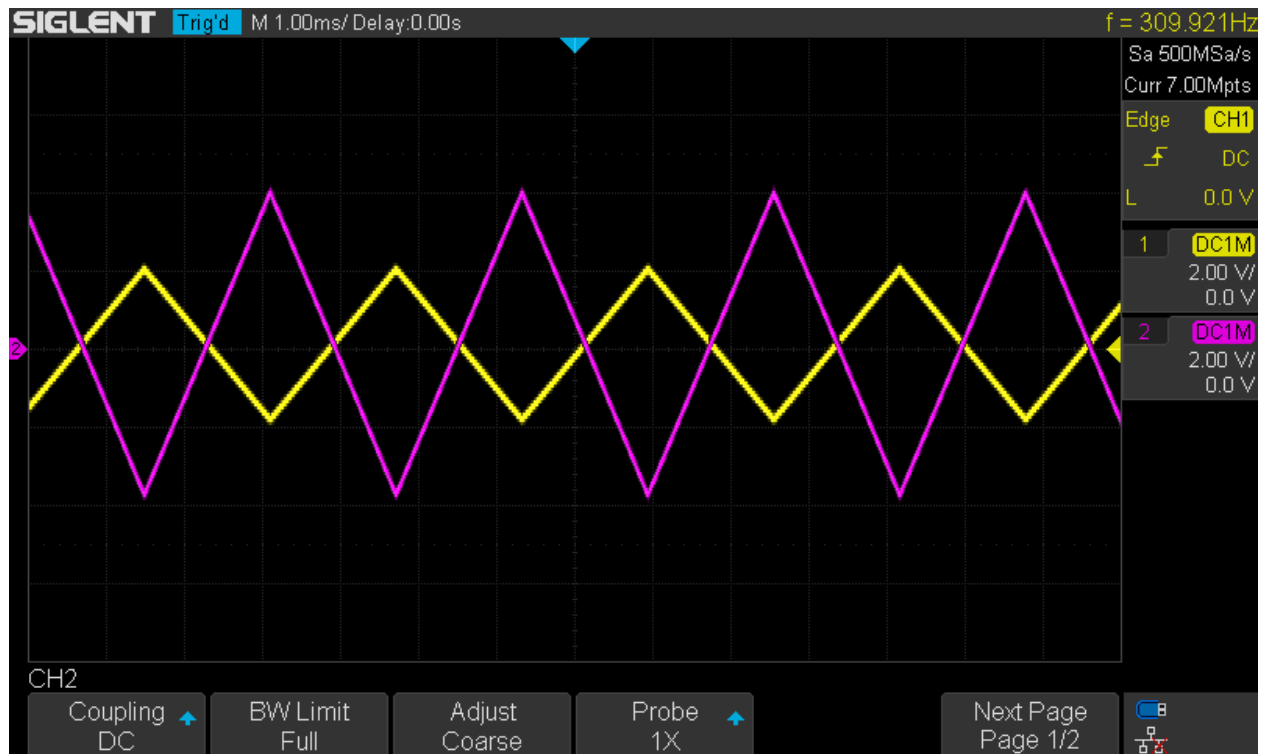 SIGLENT Trig'd M 1.00ms/ Delay:0.00s f = 309.921Hz
Sa 500MSa/s
Curr 7.00Mpts
Edge CH1
DC
L 0.0 V
1 DC1M
2.00 V/
0.0 V
2
2 DC1M
2.00 V/
0.0 V
CH2
Coupling BW Limit Adjust Probe Next Page
DC Full Coarse 1X Page 1/2